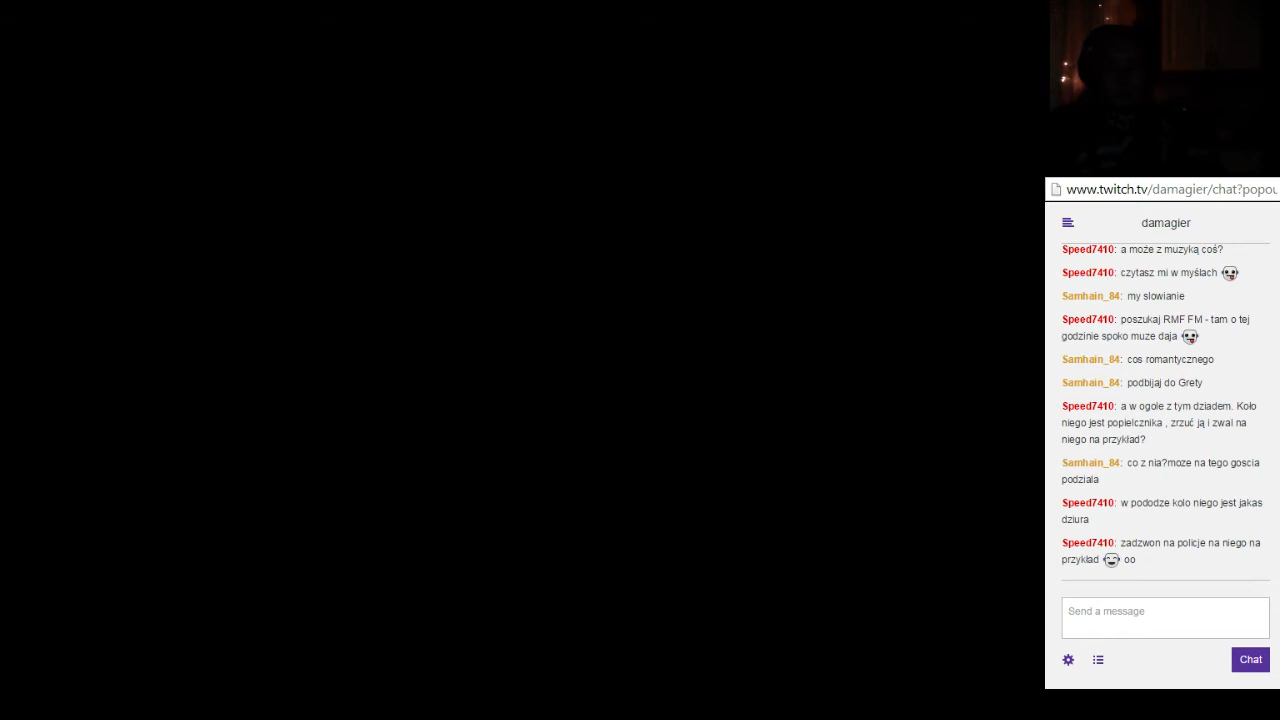 www.twitch.tv/damagier/chat?popou
damagier
Speed7410: a może z muzyką coś?
Speed7410: czytasz mi w myślach
Samhain_84: my slowianie
Speed7410: poszukaj RMF FM - tam o tej
godzinie spoko muze daja
Samhain_84: cos romantycznego
Samhain_84: podbijaj do Grety
Speed7410: a w ogole z tym dziadem. Koło
niego jest popielcznika , zrzuć ją i zwal na
niego na przykład?
Samhain_84: co z nia?moze na tego goscia
podziala
Speed7410: w pododze kolo niego jest jakas
dziura
Speed7410: zadzwon na policje na niego na
przykład oo
Send a message
Chat